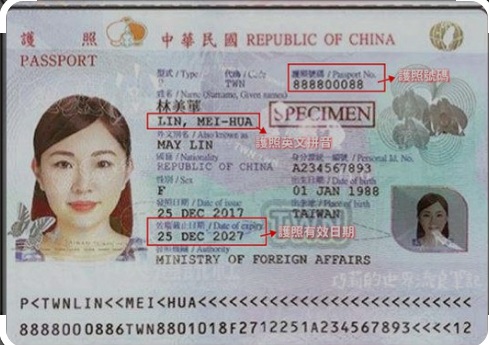 護 照 中華民國 REPUBLIC OF CHINA
PASSPORT
型式 / Type 代碼 / Code 護照號碼 / Passport No.
TWN 888800088 護照號碼
姓名 / Name (Surname, Given names)
林美華
LIN, MEI-HUA SPECIMEN
護照英文拼音
外文別名 / Also known as
MAY LIN
國籍 / Nationality 身分證統一編號 / Personal Id. No.
REPUBLIC OF CHINA A234567893
性別 / Sex 出生日期 / Date of birth
F 01 JAN 1988
發照日期 / Date of issue 出生地 / Place of birth
25 DEC 2017 TAIWAN
效期截止日期 / Date of expiry TWN
25 DEC 2027 護照有效日期
發照機關 / Authority
MINISTRY OF FOREIGN AFFAIRS
巧莉的世界流浪筆記
P<TWNLIN<<MEI<HUA<<<<<<<<<<<<<<<<<<<<<<<<<<<
8888000886TWN8801018F2712251A234567893<<<<12